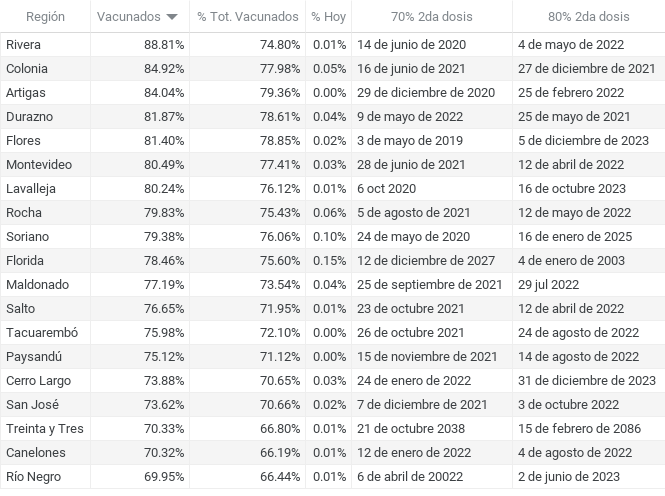 Región Vacunados % Tot. Vacunados % Hoy 70% 2da dosis 80% 2da dosis
Rivera 88.81% 74.80% 0.01% 14 de junio de 2020 4 de mayo de 2022
Colonia 84.92% 77.98% 0.05% 16 de junio de 2021 27 de diciembre de 2021
Artigas 84.04% 79.36% 0.00% 29 de diciembre de 2020 25 de febrero 2022
Durazno 81.87% 78.61% 0.04% 9 de mayo de 2022 25 de mayo de 2021
Flores 81.40% 78.85% 0.02% 3 de mayo de 2019 5 de diciembre de 2023
Montevideo 80.49% 77.41% 0.03% 28 de junio de 2021 12 de abril de 2022
Lavalleja 80.24% 76.12% 0.01% 6 oct 2020 16 de octubre de 2023
Rocha 79.83% 75.43% 0.06% 5 de agosto de 2021 12 de mayo de 2022
Soriano 79.38% 76.06% 0.10% 24 de mayo de 2020 16 de enero de 2025
Florida 78.46% 75.60% 0.15% 12 de diciembre de 2027 4 de enero de 2003
Maldonado 77.19% 73.54% 0.04% 25 de septiembre de 2021 29 jul 2022
Salto 76.65% 71.95% 0.01% 23 de octubre de 2021 12 de abril de 2022
Tacuarembó 75.98% 72.10% 0.00% 26 de octubre de 2021 24 de agosto de 2022
Paysandú 75.12% 71.12% 0.00% 15 de noviembre de 2021 14 de agosto de 2022
Cerro Largo 73.88% 70.65% 0.03% 24 de enero de 2022 31 de diciembre de 2023
San José 73.62% 70.66% 0.02% 7 de diciembre de 2021 3 de octubre de 2022
Treinta y Tres 70.33% 66.80% 0.01% 21 de octubre de 2038 15 de febrero de 2086
Canelones 70.32% 66.19% 0.01% 12 de enero de 2022 4 de agosto de 2022
Río Negro 69.95% 66.44% 0.01% 6 de abril de 20022 2 de junio de 2023